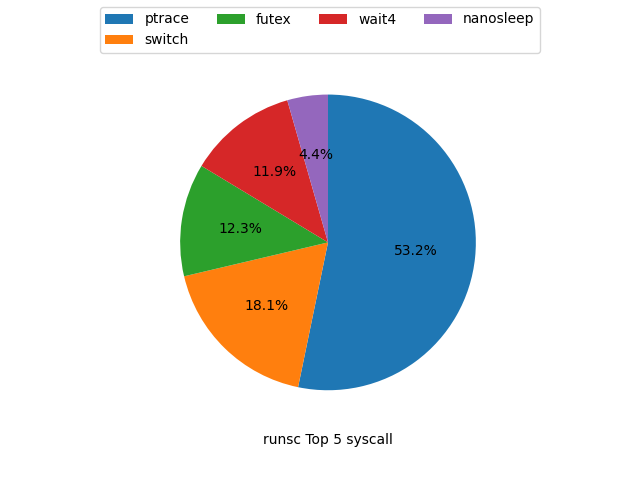 ptrace futex wait4 nanosleep
switch
4.4%
11.9%
12.3%
53.2%
18.1%
runsc Top 5 syscall